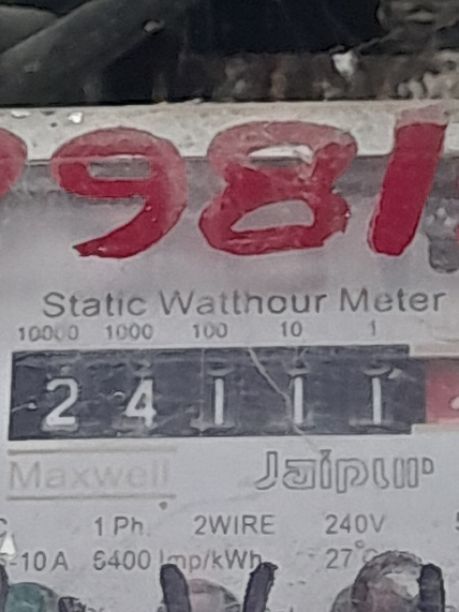 981
Static Watthour Meter
10000 1000 100 10 1
2 4 1 1 1
Maxwell Jaipur
1 Ph. 2WIRE 240V
-10A 6400 Imp/kWh 27°C